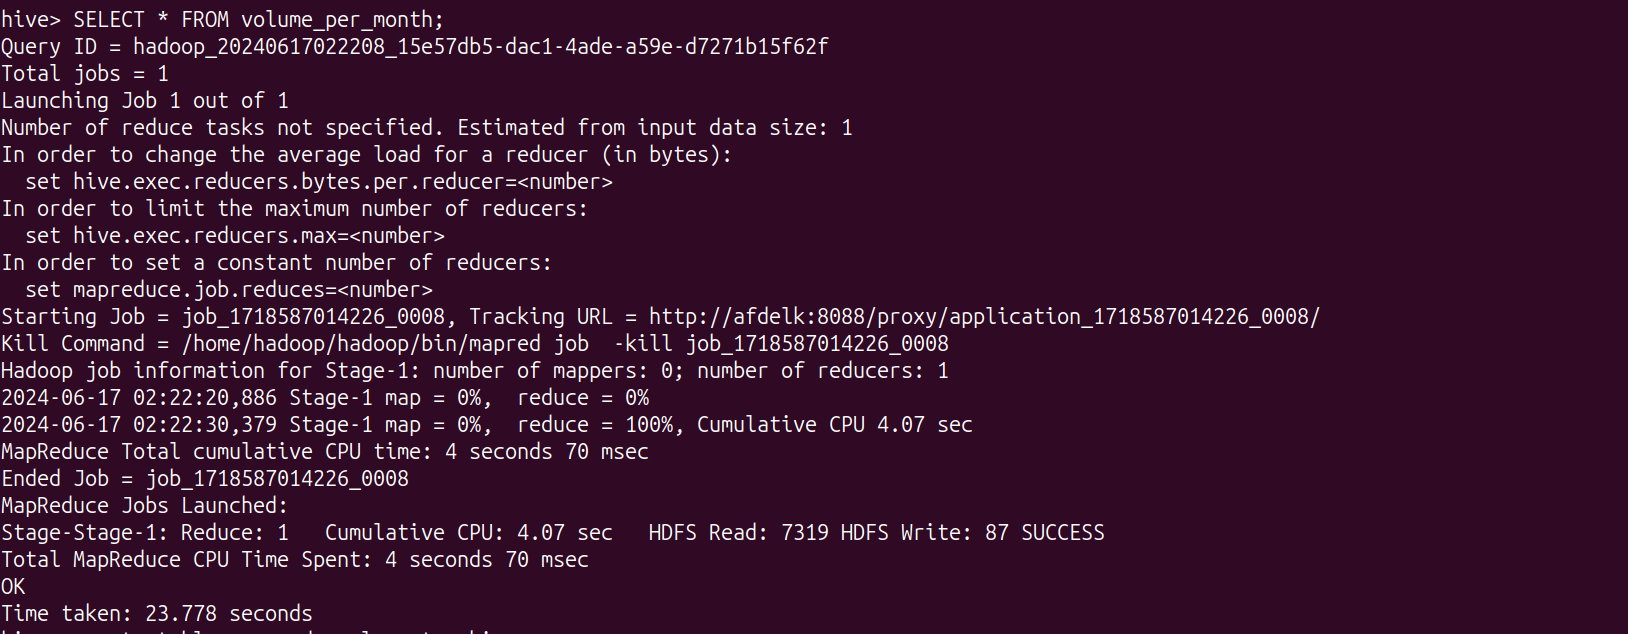 hive> SELECT * FROM volume_per_month;
Query ID = hadoop_20240617022208_15e57db5-dac1-4ade-a59e-d7271b15f62f
Total jobs = 1
Launching Job 1 out of 1
Number of reduce tasks not specified. Estimated from input data size: 1
In order to change the average load for a reducer (in bytes):
  set hive.exec.reducers.bytes.per.reducer=<number>
In order to limit the maximum number of reducers:
  set hive.exec.reducers.max=<number>
In order to set a constant number of reducers:
  set mapreduce.job.reduces=<number>
Starting Job = job_1718587014226_0008, Tracking URL = http://afdelk:8088/proxy/application_1718587014226_0008/
Kill Command = /home/hadoop/hadoop/bin/mapred job  -kill job_1718587014226_0008
Hadoop job information for Stage-1: number of mappers: 0; number of reducers: 1
2024-06-17 02:22:20,886 Stage-1 map = 0%,  reduce = 0%
2024-06-17 02:22:30,379 Stage-1 map = 0%,  reduce = 100%, Cumulative CPU 4.07 sec
MapReduce Total cumulative CPU time: 4 seconds 70 msec
Ended Job = job_1718587014226_0008
MapReduce Jobs Launched:
Stage-Stage-1: Reduce: 1   Cumulative CPU: 4.07 sec   HDFS Read: 7319 HDFS Write: 87 SUCCESS
Total MapReduce CPU Time Spent: 4 seconds 70 msec
OK
Time taken: 23.778 seconds